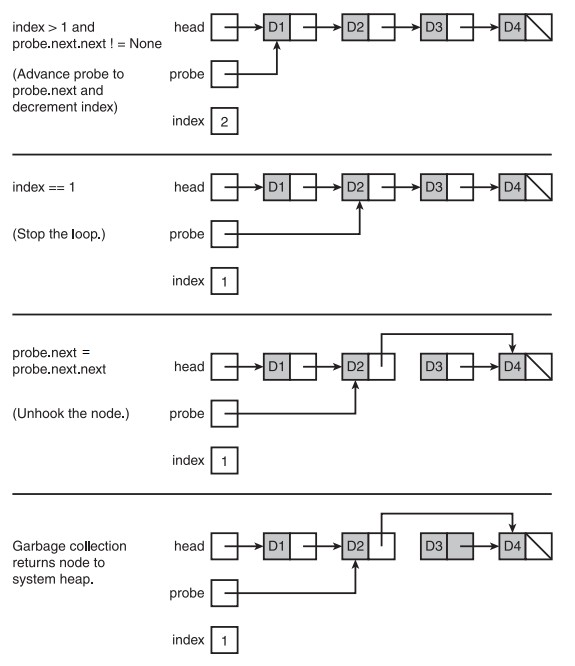 index > 1 and
probe.next.next ! = None
(Advance probe to
probe.next and
decrement index)
head D1 D2 D3 D4
probe
index 2
index == 1
(Stop the loop.)
head D1 D2 D3 D4
probe
index 1
probe.next =
probe.next.next
(Unhook the node.)
head D1 D2 D3 D4
probe
index 1
Garbage collection
returns node to
system heap.
head D1 D2 D3 D4
probe
index 1